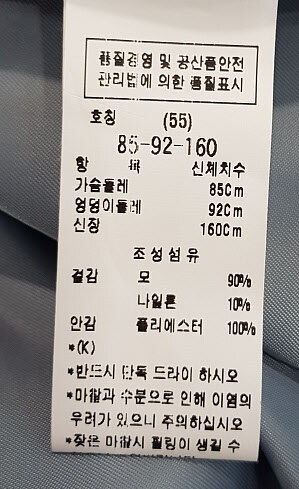 품질경영 및 공산품안전
관리법에 의한 품질표시
호칭 (55)
85-92-160
항 목 신체치수
가슴둘레 85Cm
엉덩이둘레 92Cm
신장 160Cm
조성섬유
겉감 모 90%
나일론 10%
안감 폴리에스터 100%
*(K)
*반드시 단독 드라이 하시오
*마찰과 수분으로 인해 이염의
우려가 있으니 주의하십시오
*잦은 마찰시 필링이 생길 수